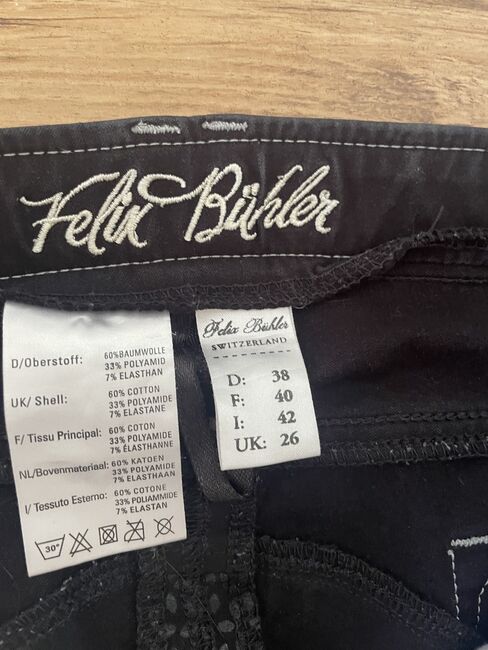 Felix Bühler
D/Oberstoff: 60%BAUMWOLLE
33% POLYAMID
7% ELASTHAN
UK/ Shell: 60% COTTON
33% POLYAMIDE
7% ELASTANE
F/ Tissu Principal: 60% COTON
33% POLYAMIDE
7% ÉLASTHANNE
NL/Bovenmateriaal: 60% KATOEN
33% POLYAMIDE
7% ELASTHAAN
I/ Tessuto Esterno: 60% COTONE
33% POLIAMMIDE
7% ELASTAN
30°
Felix Bühler
SWITZERLAND
D: 38
F: 40
I: 42
UK: 26